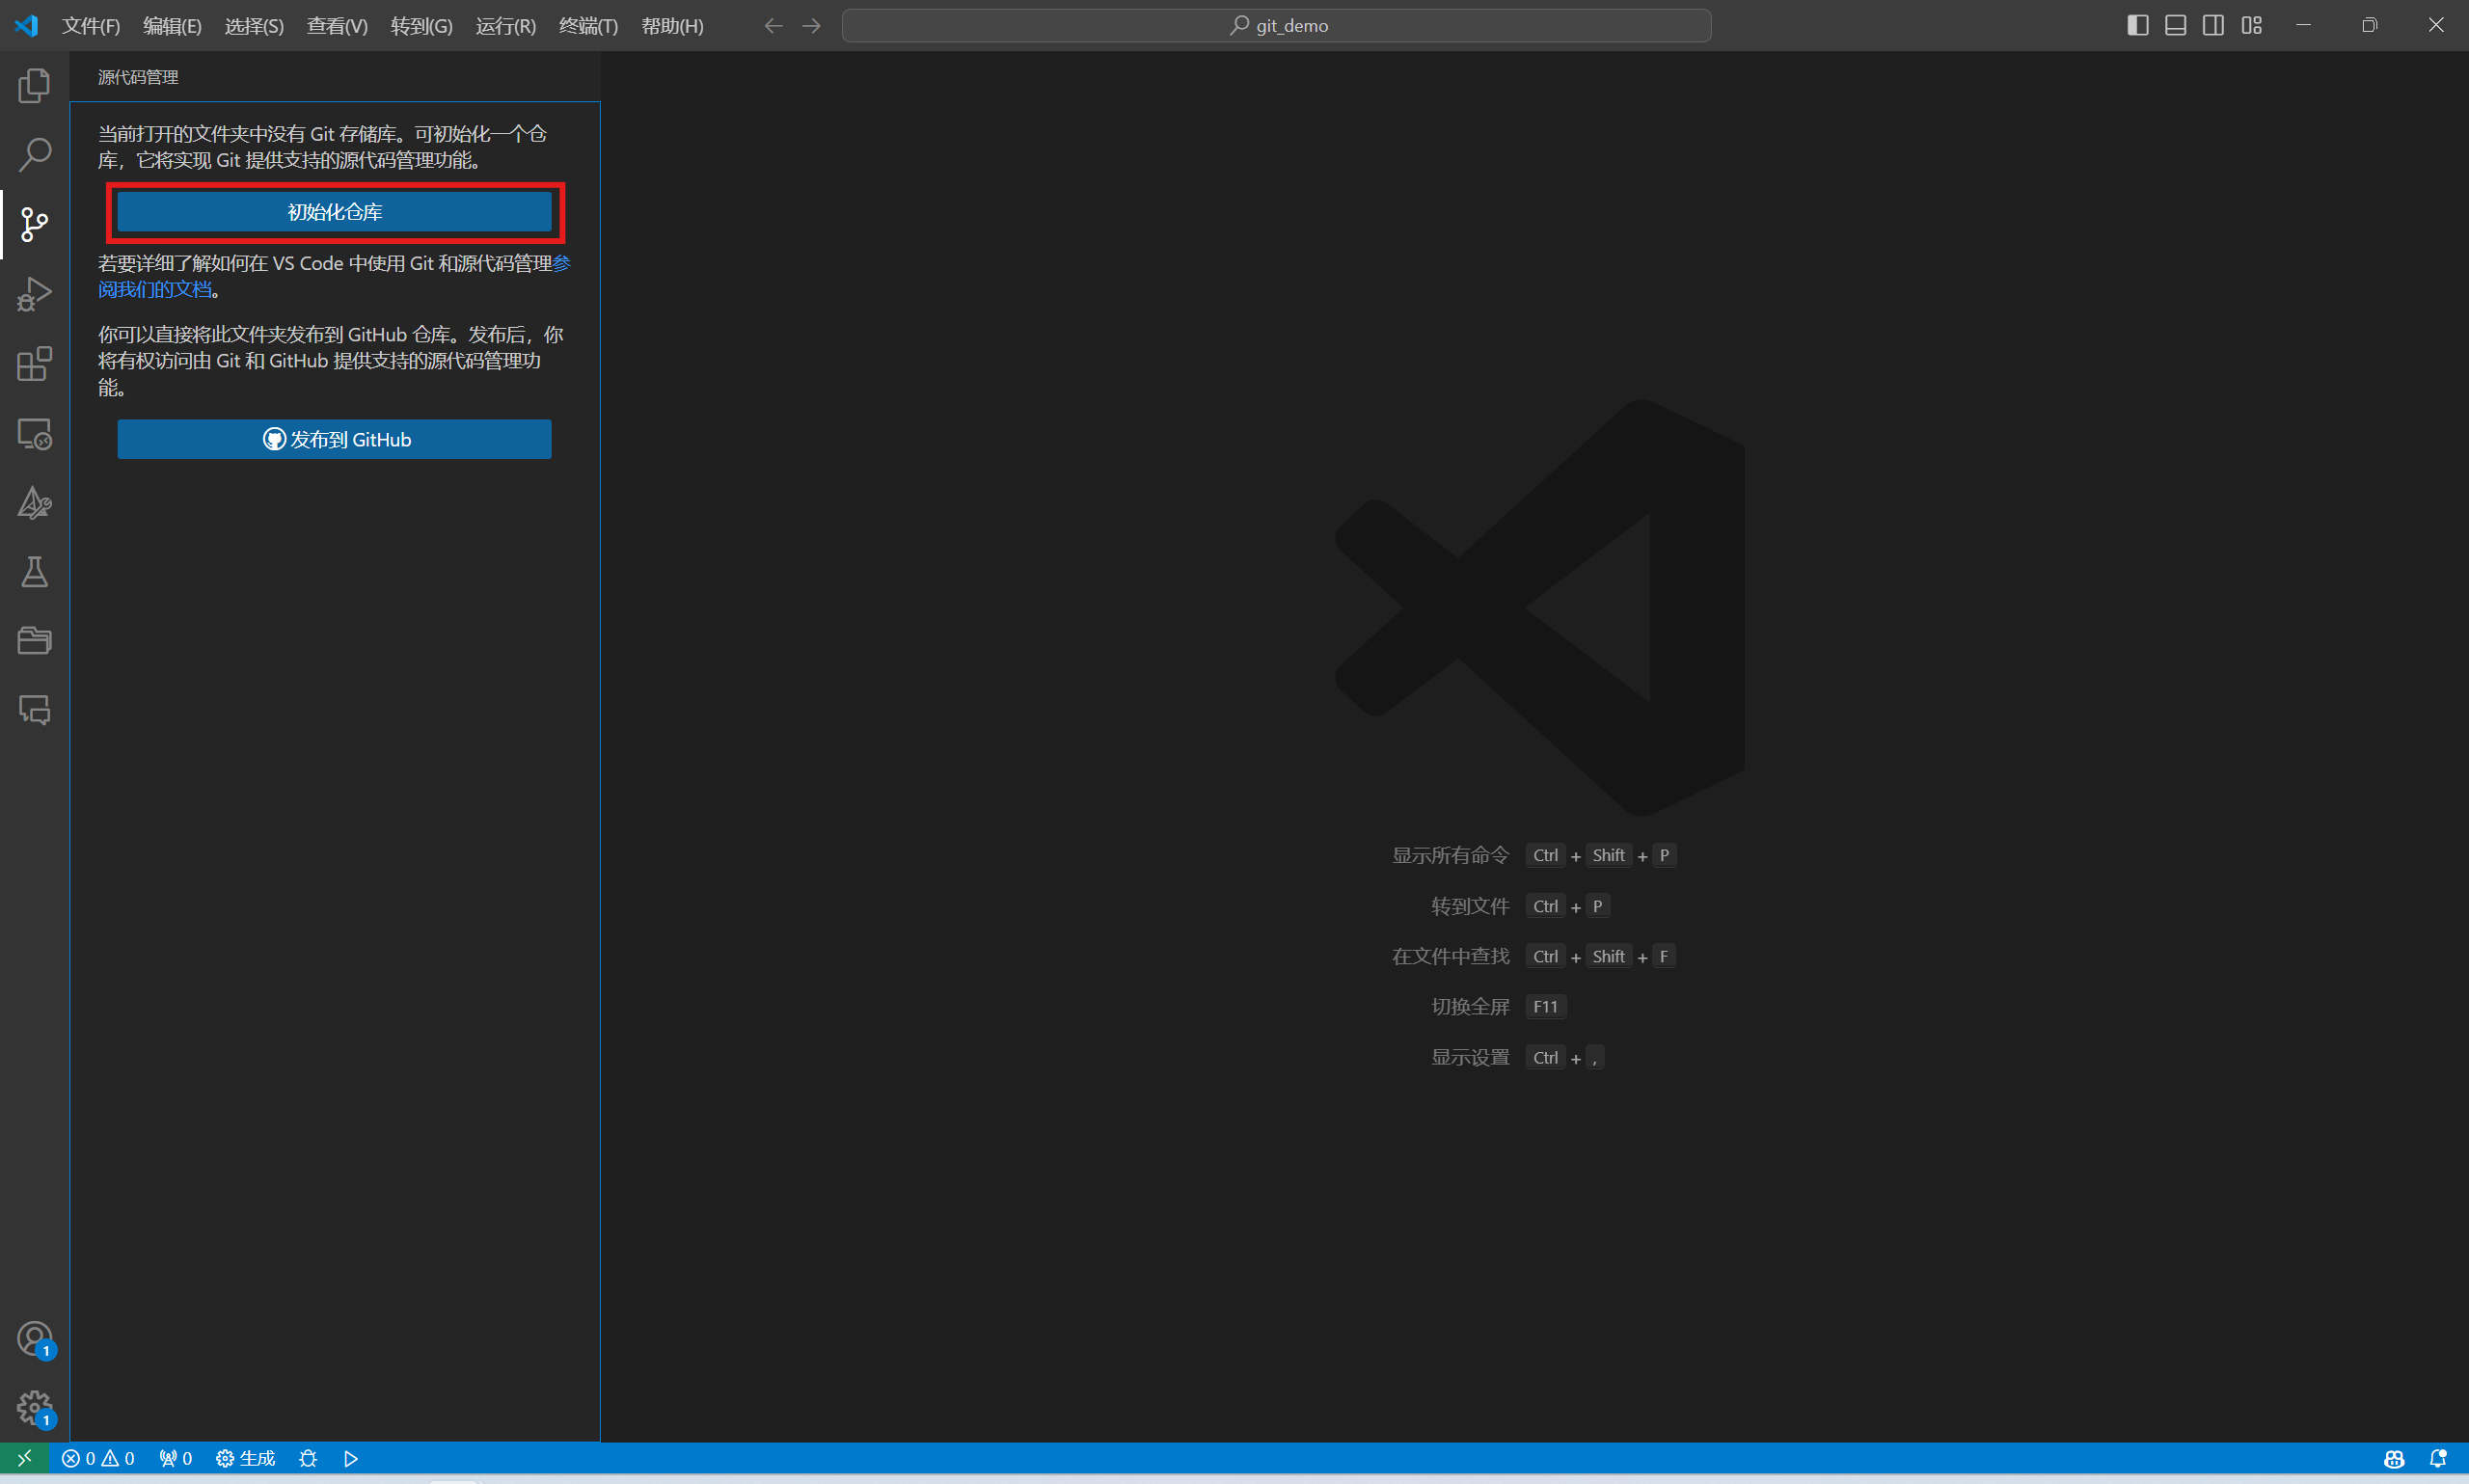 文件(F) 编辑(E) 选择(S) 查看(V) 转到(G) 运行(R) 终端(T) 帮助(H) git_demo
源代码管理
当前打开的文件夹中没有 Git 存储库。可初始化一个仓
库，它将实现 Git 提供支持的源代码管理功能。
初始化仓库
若要详细了解如何在 VS Code 中使用 Git 和源代码管理参
阅我们的文档。
你可以直接将此文件夹发布到 GitHub 仓库。发布后，你
将有权访问由 Git 和 GitHub 提供支持的源代码管理功
能。
发布到 GitHub
显示所有命令 Ctrl + Shift + P
转到文件 Ctrl + P
在文件中查找 Ctrl + Shift + F
切换全屏 F11
显示设置 Ctrl + ,
1
1
0 0 0 生成